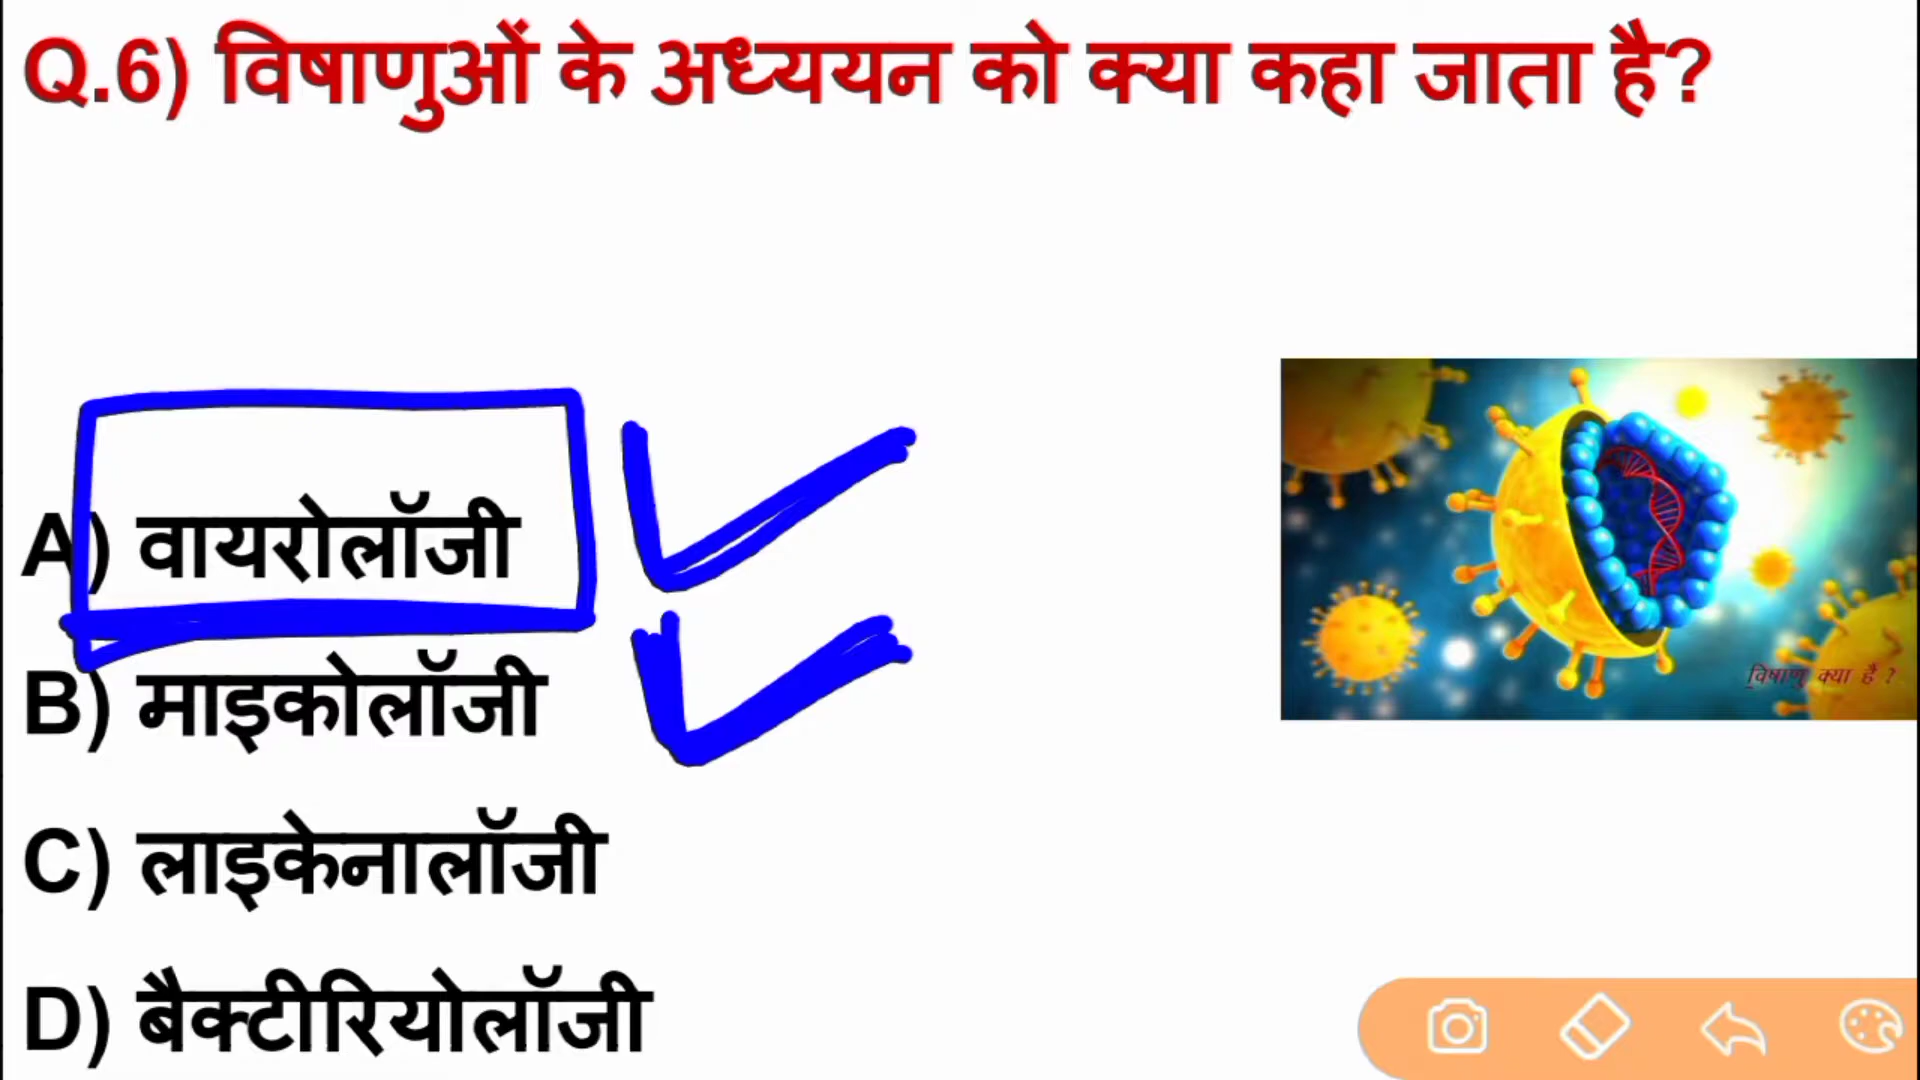 Q.6) विषाणुओं के अध्ययन को क्या कहा जाता है?
A) वायरोलॉजी
B) माइकोलॉजी
विषाणु क्या है ?
C) लाइकेनालॉजी
D) बैक्टीरियोलॉजी